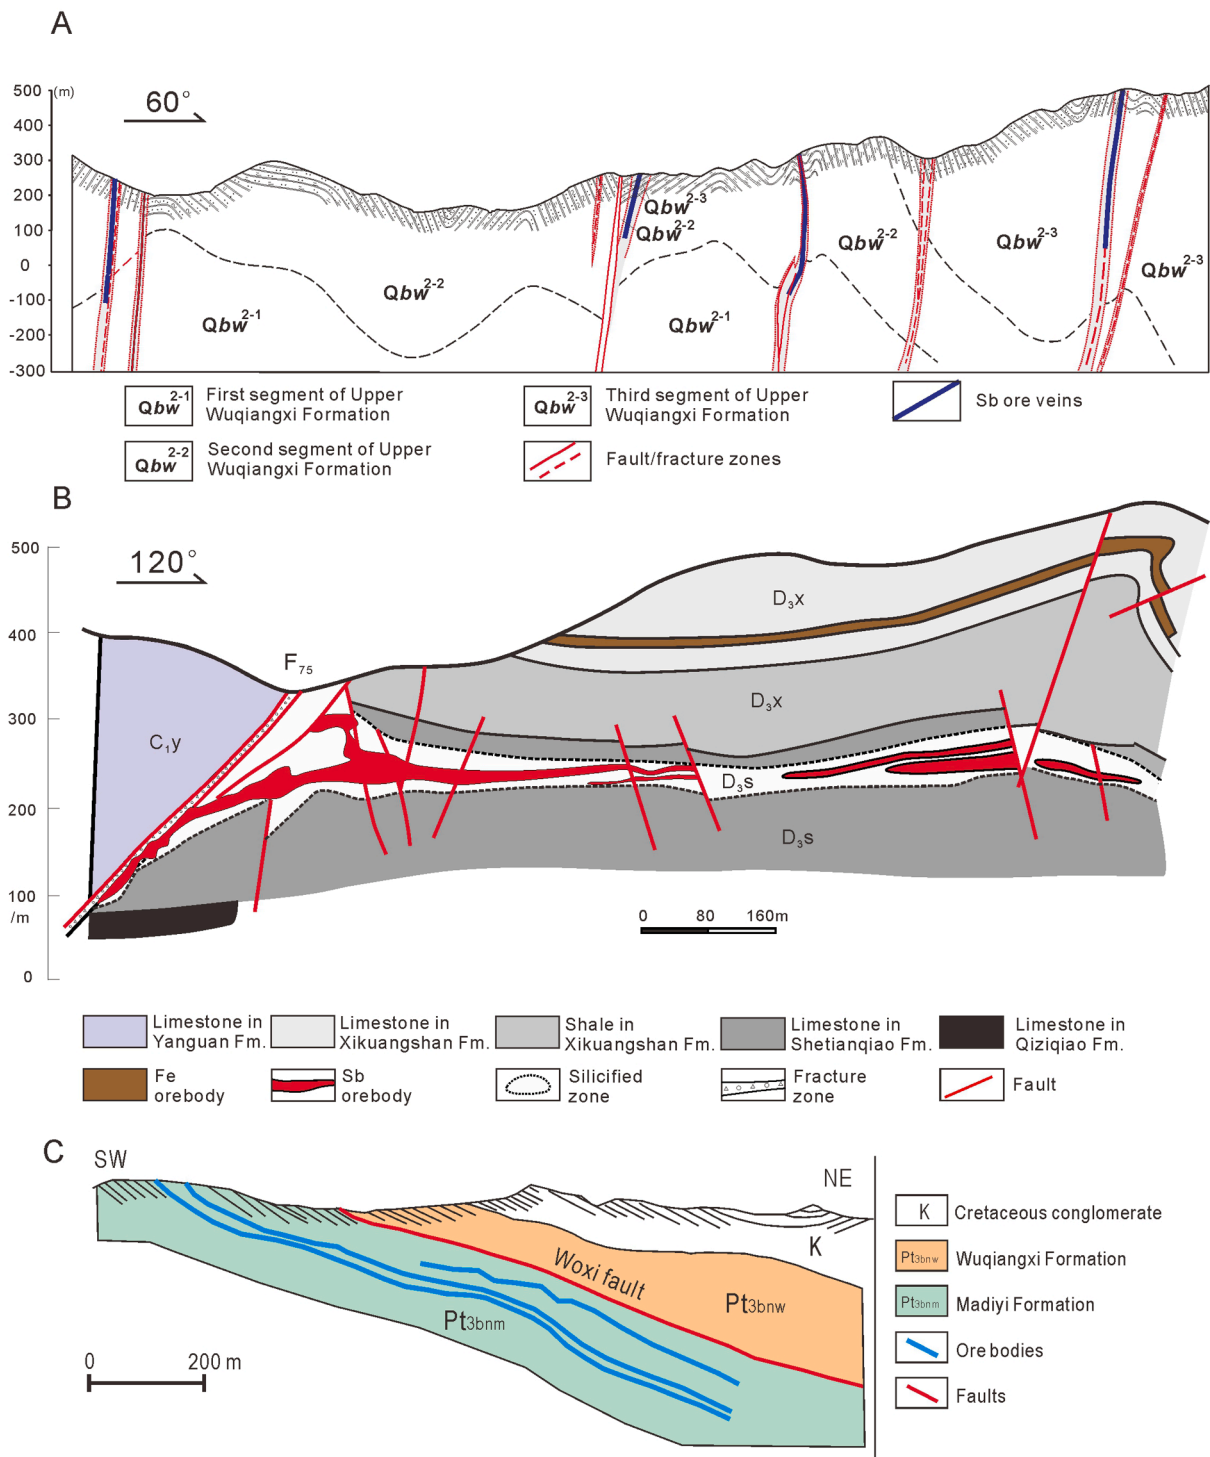 A
500 (m)
60°
400
300
200
100
0
-100
-200
-300
Qbw2-3
Qbw2-2
Qbw2-2
Qbw2-3
Qbw2-3
Qbw2-2
Qbw2-1
Qbw2-1
Qbw2-1 First segment of Upper
Wuqiangxi Formation
Qbw2-3 Third segment of Upper
Wuqiangxi Formation
Sb ore veins
Qbw2-2 Second segment of Upper
Wuqiangxi Formation
Fault/fracture zones
B
500
120°
400
300
200
100
/m
0
D3x
F75
D3x
C1y
D3s
D3s
0 80 160m
Limestone in
Yanguan Fm.
Limestone in
Xikuangshan Fm.
Shale in
Xikuangshan Fm.
Limestone in
Shetianqiao Fm.
Limestone in
Qiziqiao Fm.
Fe
orebody
Sb
orebody
Silicified
zone
Fracture
zone
Fault
C
SW
NE
K
Woxi fault
Pt3bnw
Pt3bnm
0 200 m
K Cretaceous conglomerate
Pt3bnw Wuqiangxi Formation
Pt3bnm Madiyi Formation
Ore bodies
Faults